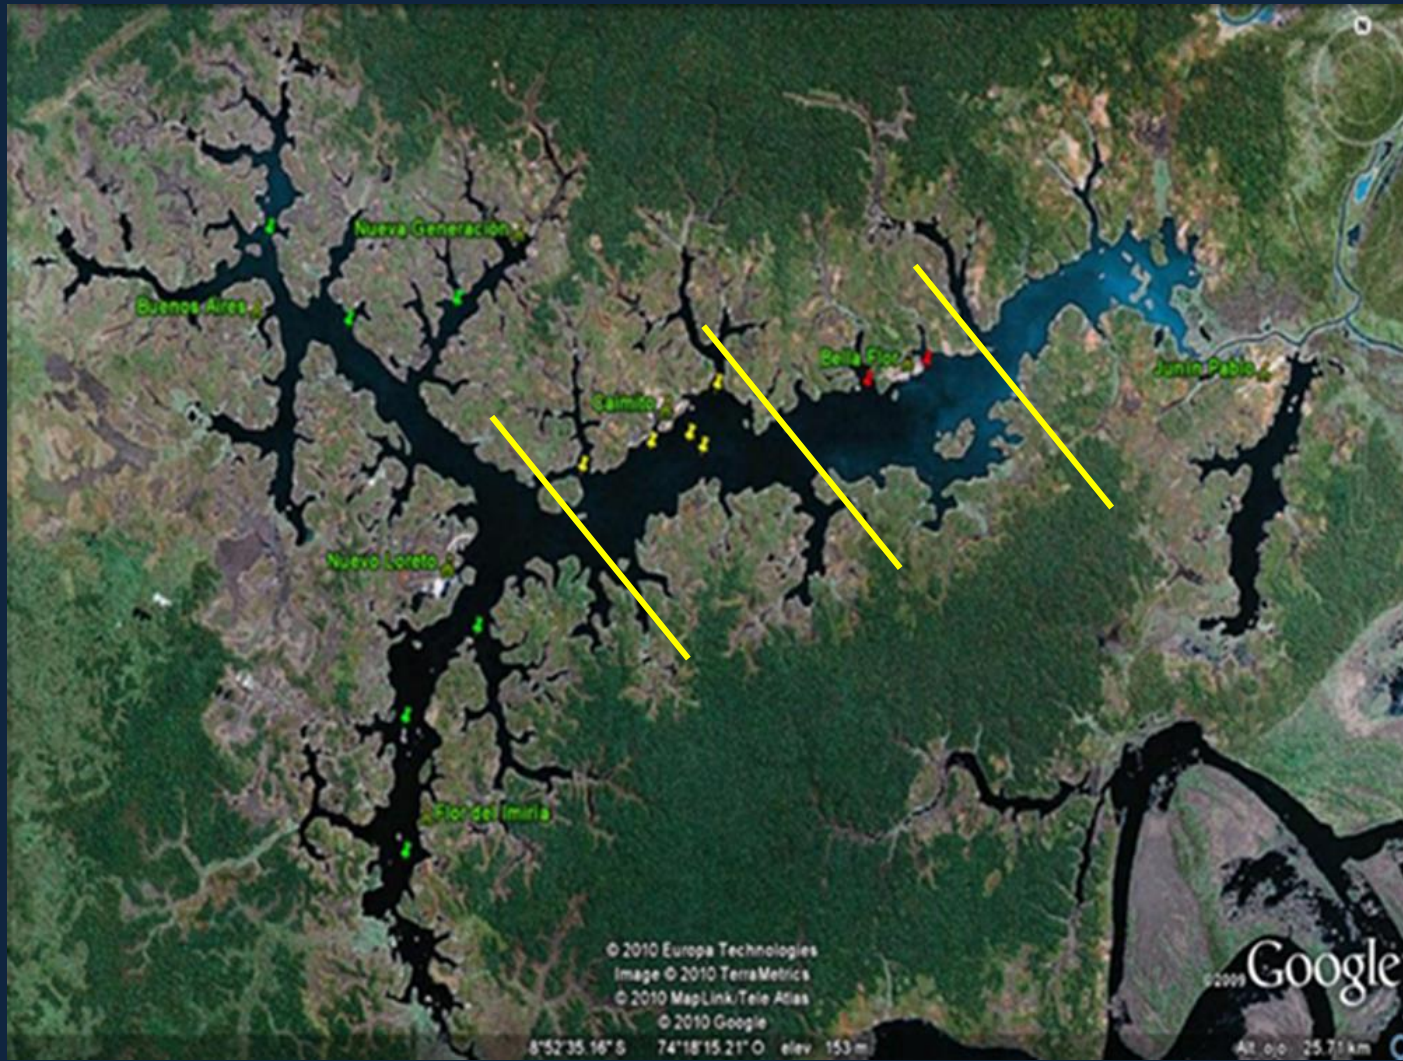 N
Nueva Generación
Buenos Aires
Bella Flor
Junin Pablo
Caimito
Nuevo Loreto
Flor del Imiria
© 2010 Europa Technologies
Image © 2010 TerraMetrics
© 2010 MapLink/Tele Atlas
© 2010 Google
©2009 Google
8°52'35.16" S 74°18'15.21" O elev 153 m
Alt. ojo 25.71 km